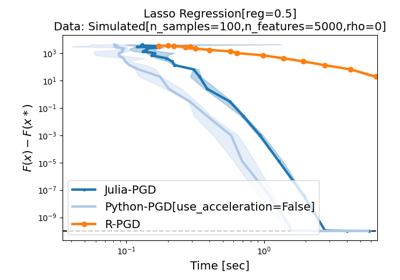 Lasso Regression[reg=0.5]
Data: Simulated[n_samples=100,n_features=5000,rho=0]
F(x) − F(x*)
10³
10¹
10⁻¹
10⁻³
10⁻⁵
10⁻⁷
10⁻⁹
Julia-PGD
Python-PGD[use_acceleration=False]
R-PGD
10⁻¹
10⁰
Time [sec]